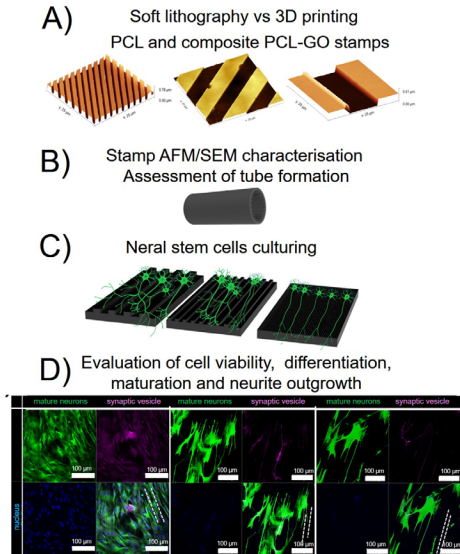 A)
Soft lithography vs 3D printing
PCL and composite PCL-GO stamps
B)
Stamp AFM/SEM characterisation
Assessment of tube formation
C)
Neral stem cells culturing
D)
Evaluation of cell viability, differentiation,
maturation and neurite outgrowth
mature neurons synaptic vesicle mature neurons synaptic vesicle mature neurons synaptic vesicle
100 µm 100 µm 100 µm 100 µm 100 µm 100 µm
nucleus
100 µm 100 µm 100 µm 100 µm 100 µm 100 µm